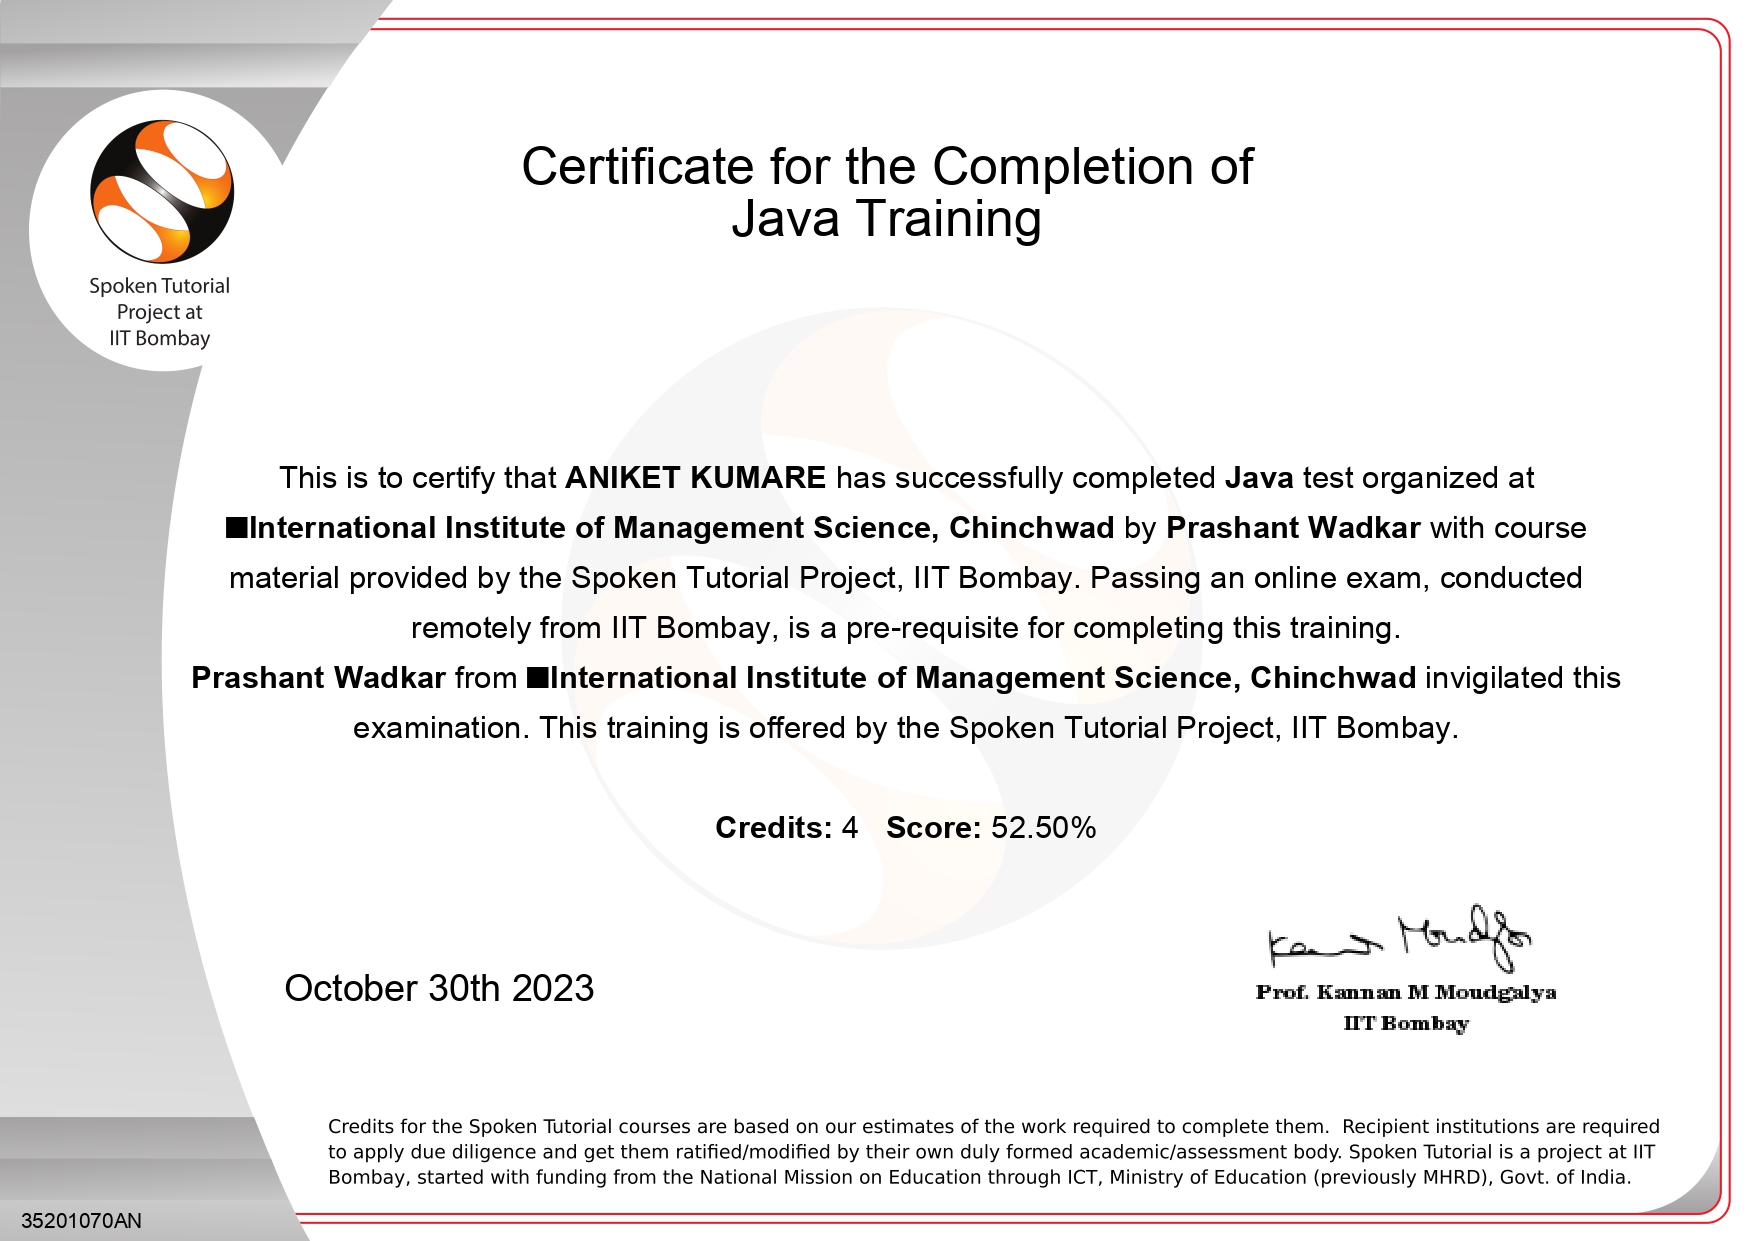 Certificate for the Completion of
Java Training
Spoken Tutorial
Project at
IIT Bombay
This is to certify that ANIKET KUMARE has successfully completed Java test organized at
■International Institute of Management Science, Chinchwad by Prashant Wadkar with course
material provided by the Spoken Tutorial Project, IIT Bombay. Passing an online exam, conducted
remotely from IIT Bombay, is a pre-requisite for completing this training.
Prashant Wadkar from ■International Institute of Management Science, Chinchwad invigilated this
examination. This training is offered by the Spoken Tutorial Project, IIT Bombay.
Credits: 4 Score: 52.50%
October 30th 2023
Kannan Moudgalya
Prof. Kannan M Moudgalya
IIT Bombay
Credits for the Spoken Tutorial courses are based on our estimates of the work required to complete them. Recipient institutions are required
to apply due diligence and get them ratified/modified by their own duly formed academic/assessment body. Spoken Tutorial is a project at IIT
Bombay, started with funding from the National Mission on Education through ICT, Ministry of Education (previously MHRD), Govt. of India.
35201070AN